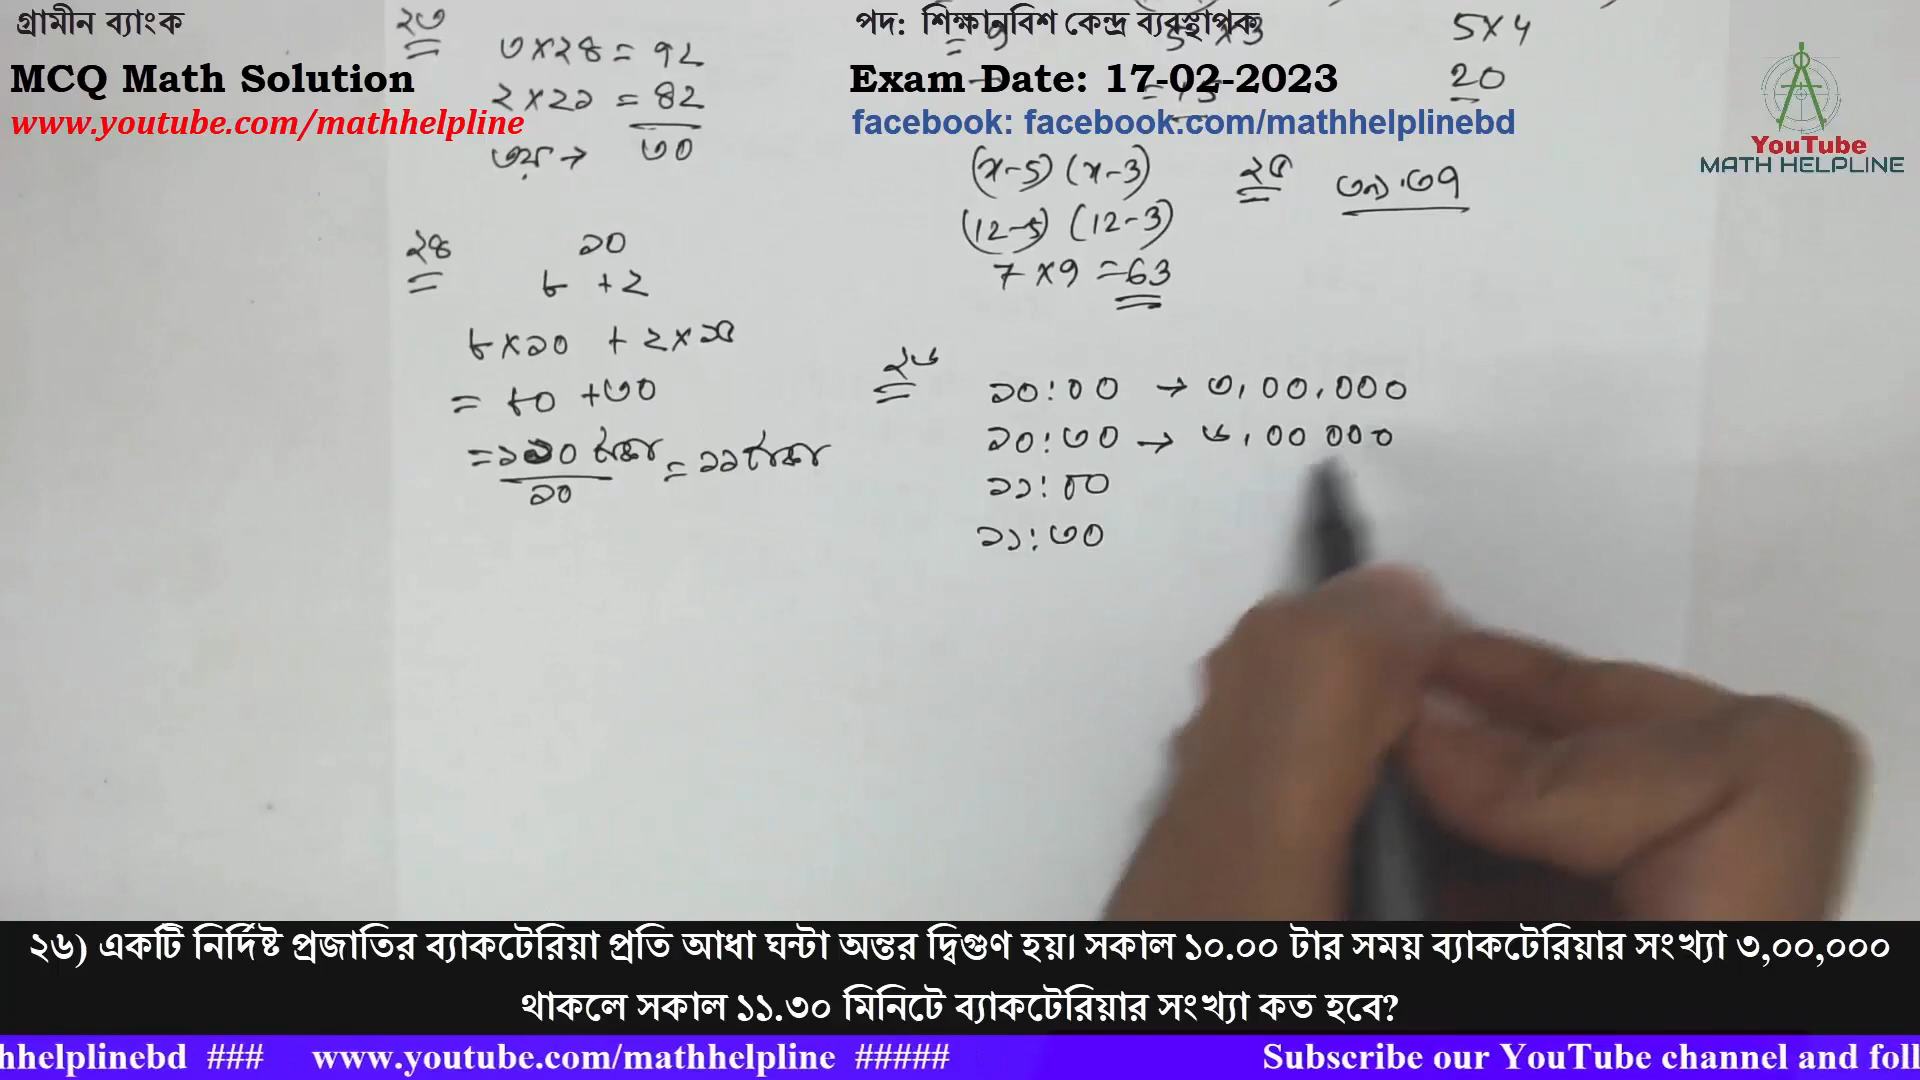 গ্রামীন ব্যাংক
পদ: শিক্ষানবিশ কেন্দ্র ব্যবস্থাপক
MCQ Math Solution
Exam Date: 17-02-2023
www.youtube.com/mathhelpline
facebook: facebook.com/mathhelplinebd
YouTube
MATH HELPLINE
২৩
৩×২৪ = ৭২
২×২১ = ৪২
৩০
5×4
20
২৪
১০
৮ +২
৮×১০ + ২×১৫
= ৮০ +৩০
= ১১০ টাকা = ১১ টাকা
১০
(x-5) (x-3)
(12-5) (12-3)
7 ×9 =63
২৫
২৬
১০:০০ → ৩,০০,০০০
১০:৩০ → ৬,০০ ০০০
১১:০০
১১:৩০
২৬) একটি নির্দিষ্ট প্রজাতির ব্যাকটেরিয়া প্রতি আধা ঘন্টা অন্তর দ্বিগুণ হয়। সকাল ১০.০০ টার সময় ব্যাকটেরিয়ার সংখ্যা ৩,০০,০০০
থাকলে সকাল ১১.৩০ মিনিটে ব্যাকটেরিয়ার সংখ্যা কত হবে?
hhelplinebd ### www.youtube.com/mathhelpline ##### Subscribe our YouTube channel and foll